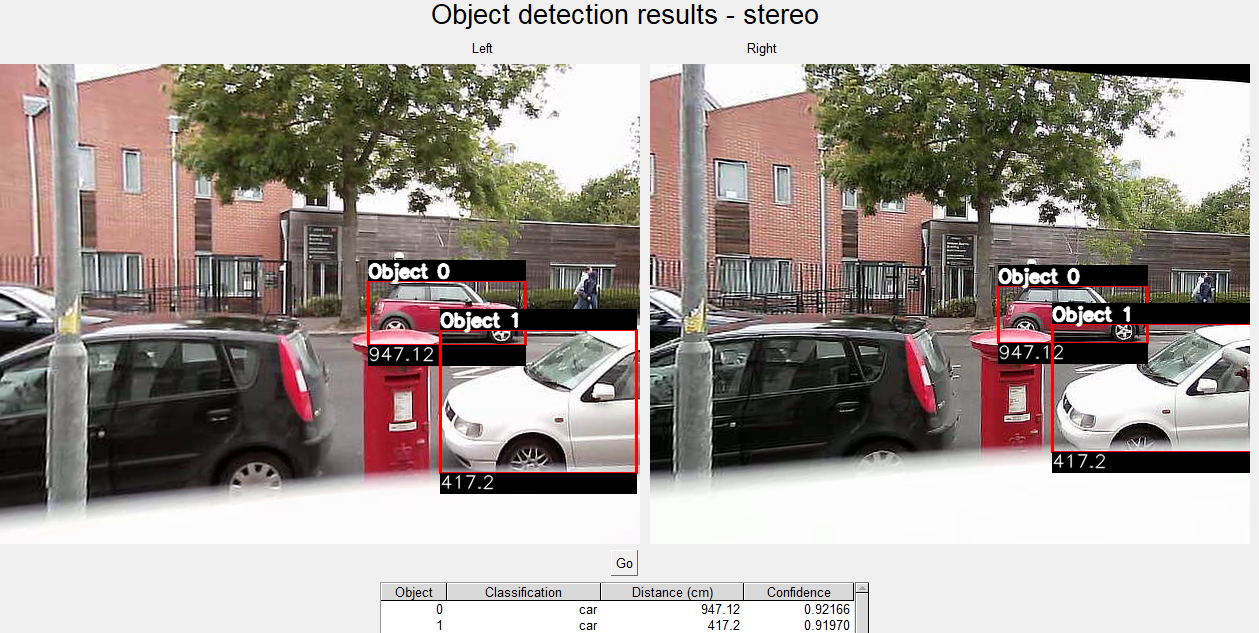 Object detection results - stereo
Left
Right
Object 0
Object 1
947.12
417.2
Object 0
Object 1
947.12
417.2
Go
Object Classification Distance (cm) Confidence
0 car 947.12 0.92166
1 car 417.2 0.91970